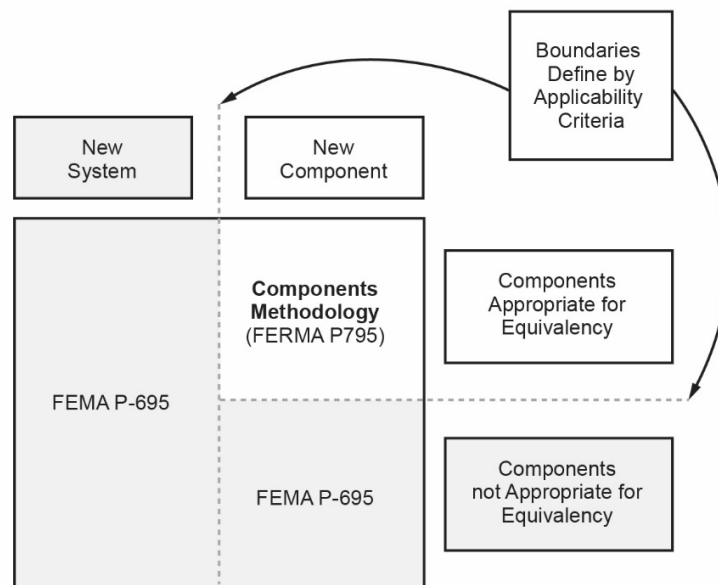 Boundaries
Define by
Applicability
Criteria
New
System
New
Component
Components
Methodology
(FERMA P795)
Components
Appropriate for
Equivalency
FEMA P-695
FEMA P-695
Components
not Appropriate for
Equivalency